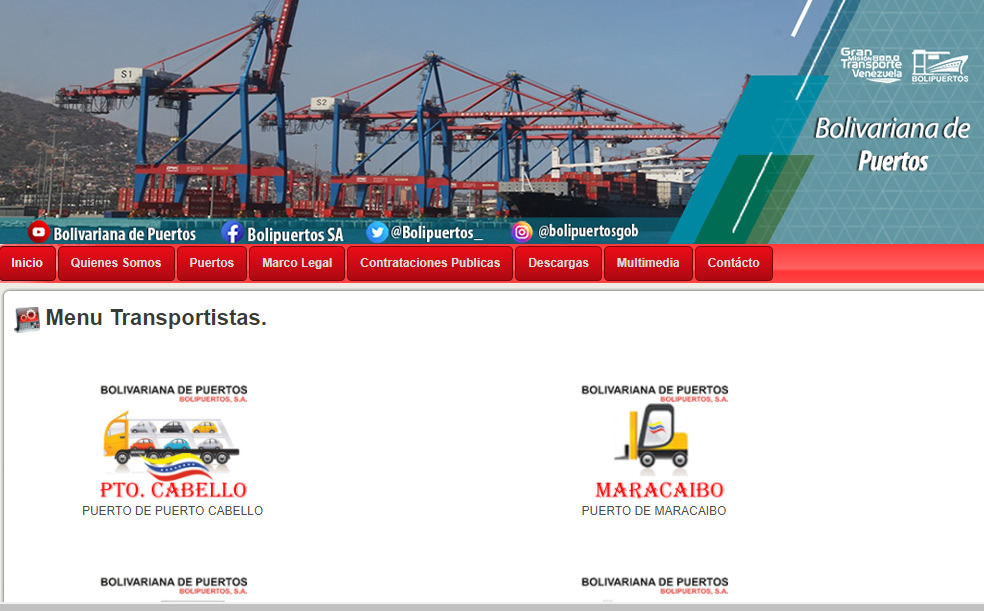 S1
S2
Gran
Misión
Transporte
Venezuela
BOLIPUERTOS
Bolivariana de
Puertos
Bolivariana de Puertos
Bolipuertos SA
@Bolipuertos_
@bolipuertosgob
Inicio
Quienes Somos
Puertos
Marco Legal
Contrataciones Publicas
Descargas
Multimedia
Contácto
Menu Transportistas.
BOLIVARIANA DE PUERTOS
BOLIPUERTOS, S.A.
PTO. CABELLO
PUERTO DE PUERTO CABELLO
BOLIVARIANA DE PUERTOS
BOLIPUERTOS, S.A.
MARACAIBO
PUERTO DE MARACAIBO
BOLIVARIANA DE PUERTOS
BOLIPUERTOS, S.A.
BOLIVARIANA DE PUERTOS
BOLIPUERTOS, S.A.